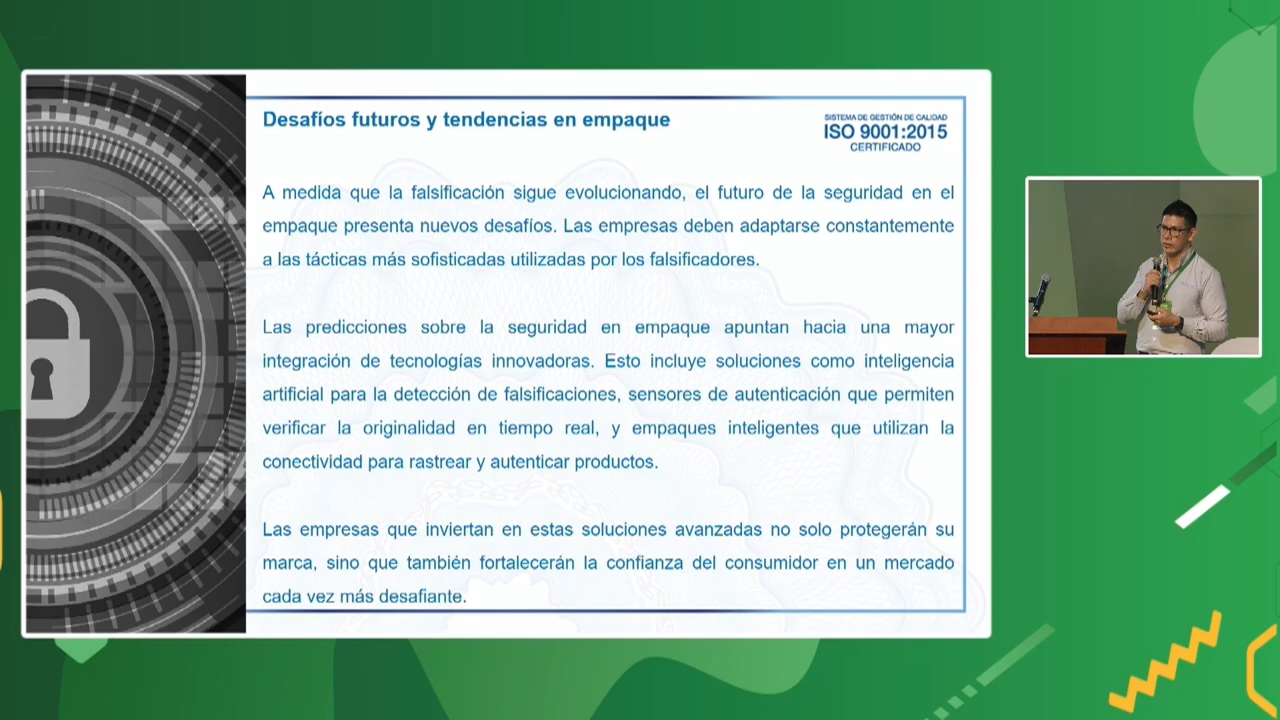 Desafíos futuros y tendencias en empaque
SISTEMA DE GESTIÓN DE CALIDAD
ISO 9001:2015
CERTIFICADO
A medida que la falsificación sigue evolucionando, el futuro de la seguridad en el
empaque presenta nuevos desafíos. Las empresas deben adaptarse constantemente
a las tácticas más sofisticadas utilizadas por los falsificadores.
Las predicciones sobre la seguridad en empaque apuntan hacia una mayor
integración de tecnologías innovadoras. Esto incluye soluciones como inteligencia
artificial para la detección de falsificaciones, sensores de autenticación que permiten
verificar la originalidad en tiempo real, y empaques inteligentes que utilizan la
conectividad para rastrear y autenticar productos.
Las empresas que inviertan en estas soluciones avanzadas no solo protegerán su
marca, sino que también fortalecerán la confianza del consumidor en un mercado
cada vez más desafiante.